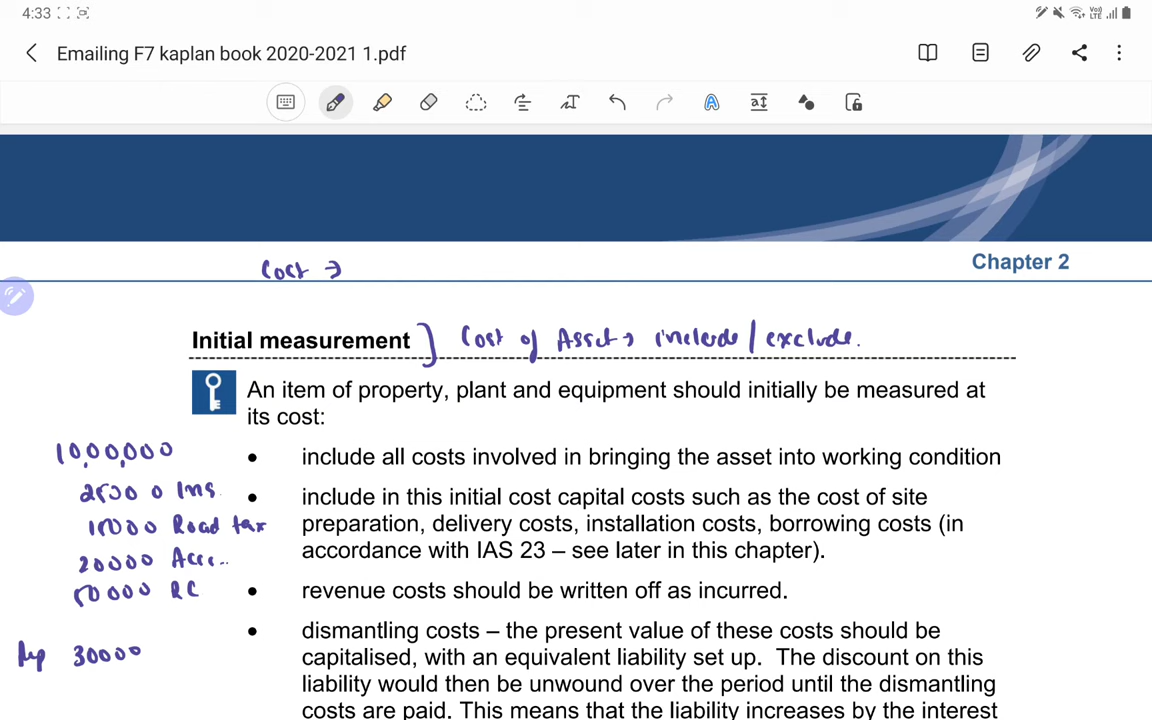 4:33
Emailing F7 kaplan book 2020-2021 1.pdf
Cost →
Chapter 2
Initial measurement } Cost of Asset → include / exclude.
An item of property, plant and equipment should initially be measured at
its cost:
10,00,000
• include all costs involved in bringing the asset into working condition
25000 Ins.
• include in this initial cost capital costs such as the cost of site
15000 Road tax
preparation, delivery costs, installation costs, borrowing costs (in
20000 Acce..
accordance with IAS 23 – see later in this chapter).
50000 RC
• revenue costs should be written off as incurred.
• dismantling costs – the present value of these costs should be
30000
capitalised, with an equivalent liability set up. The discount on this
liability would then be unwound over the period until the dismantling
costs are paid. This means that the liability increases by the interest